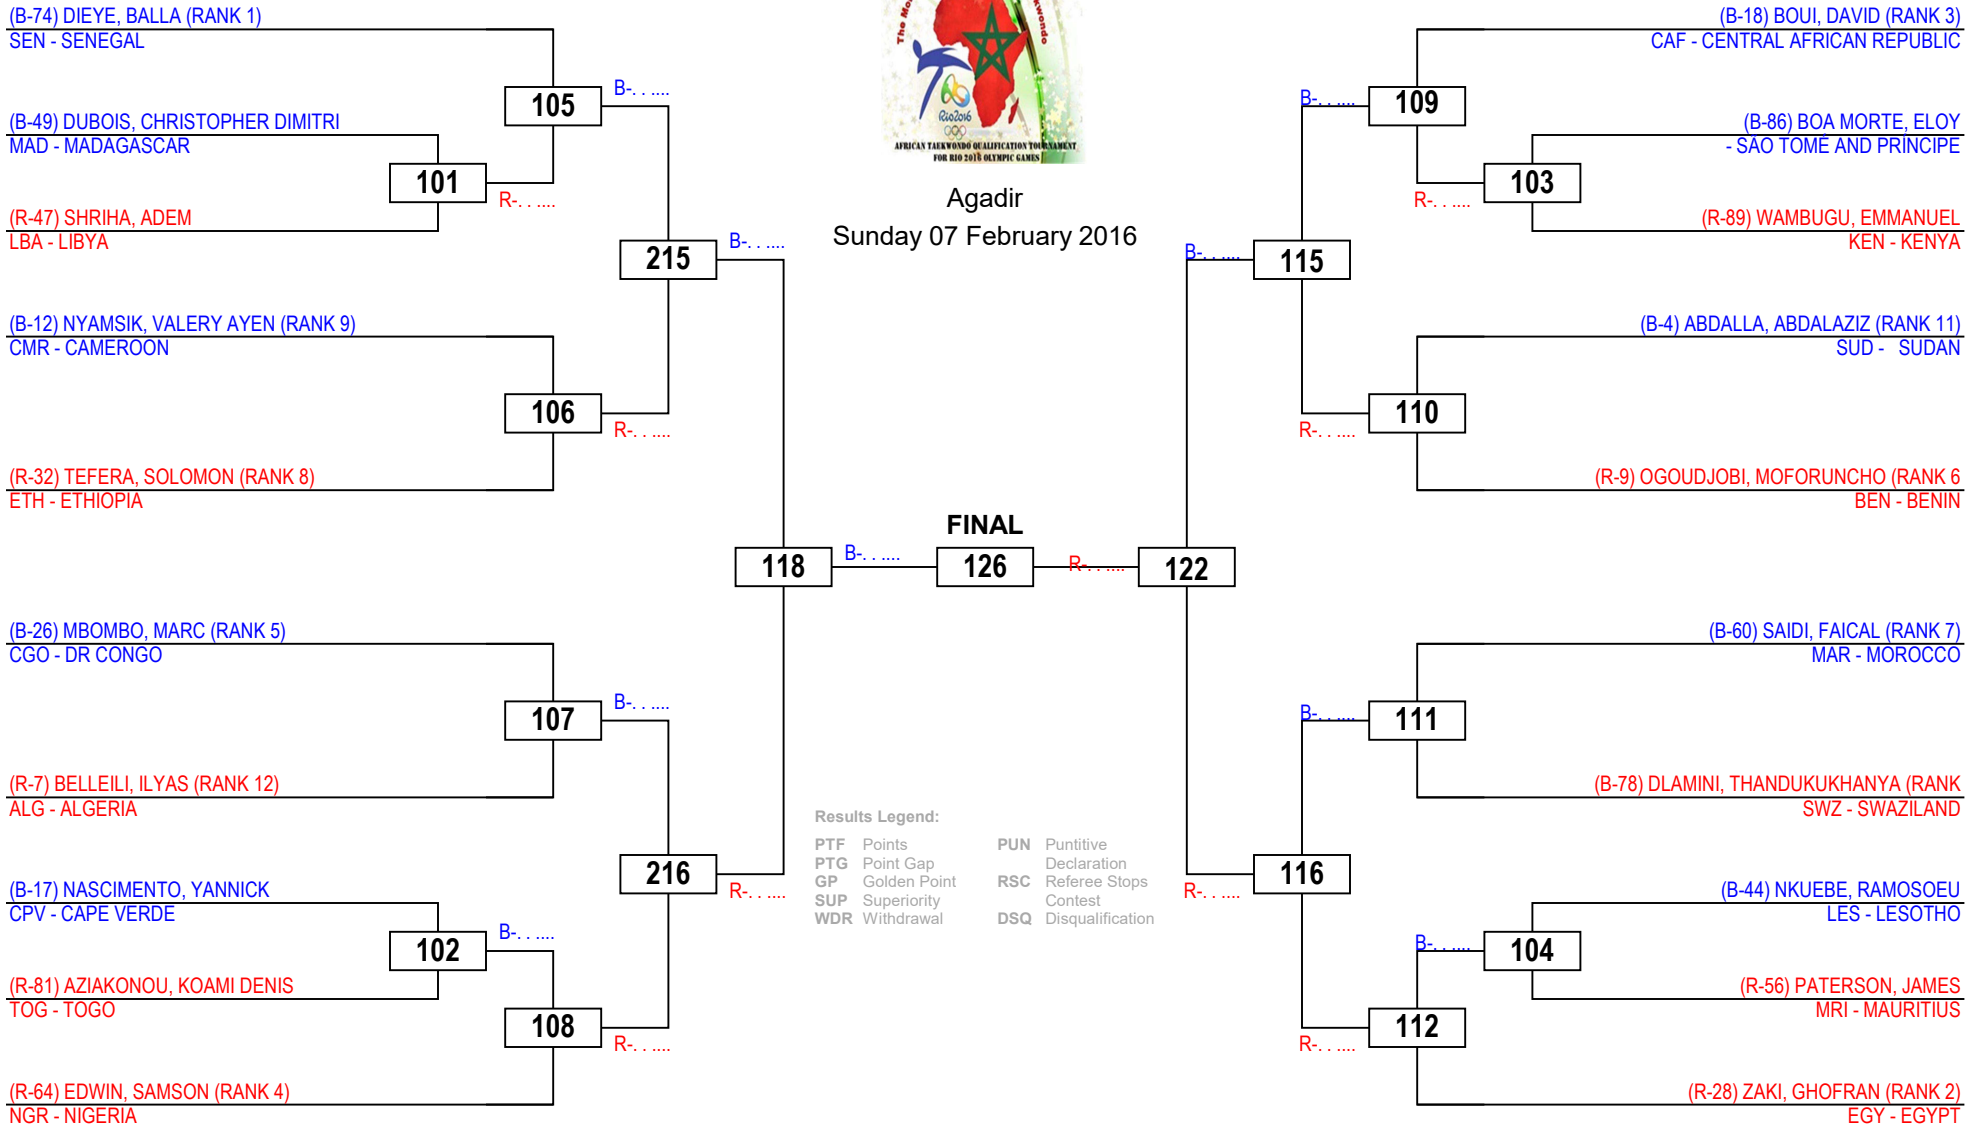 (B-74) DIEYE, BALLA (RANK 1)
SEN - SENEGAL
105
B-. . ....
(B-49) DUBOIS, CHRISTOPHER DIMITRI
MAD - MADAGASCAR
101
R-. . ....
(R-47) SHRIHA, ADEM
LBA - LIBYA
215
B-. . ....
(B-12) NYAMSIK, VALERY AYEN (RANK 9)
CMR - CAMEROON
106
R-. . ....
(R-32) TEFERA, SOLOMON (RANK 8)
ETH - ETHIOPIA
118
B-. . ....
(B-26) MBOMBO, MARC (RANK 5)
CGO - DR CONGO
107
B-. . ....
(R-7) BELLEILI, ILYAS (RANK 12)
ALG - ALGERIA
216
R-. . ....
(B-17) NASCIMENTO, YANNICK
CPV - CAPE VERDE
102
B-. . ....
(R-81) AZIAKONOU, KOAMI DENIS
TOG - TOGO
108
R-. . ....
(R-64) EDWIN, SAMSON (RANK 4)
NGR - NIGERIA
Rio2016
AFRICAN TAEKWONDO QUALIFICATION TOURNAMENT
FOR RIO 2016 OLYMPIC GAMES
Agadir
Sunday 07 February 2016
FINAL
126
R-. . ....
122
Results Legend:
PTF Points
PTG Point Gap
GP Golden Point
SUP Superiority
WDR Withdrawal
PUN Puntitive
Declaration
RSC Referee Stops
Contest
DSQ Disqualification
(B-18) BOUI, DAVID (RANK 3)
CAF - CENTRAL AFRICAN REPUBLIC
B-. . ....
109
(B-86) BOA MORTE, ELOY
- SÃO TOMÉ AND PRÍNCIPE
R-. . ....
103
(R-89) WAMBUGU, EMMANUEL
KEN - KENYA
B-. . ....
115
(B-4) ABDALLA, ABDALAZIZ (RANK 11)
SUD - SUDAN
R-. . ....
110
(R-9) OGOUDJOBI, MOFORUNCHO (RANK 6
BEN - BENIN
(B-60) SAIDI, FAICAL (RANK 7)
MAR - MOROCCO
B-. . ....
111
(B-78) DLAMINI, THANDUKUKHANYA (RANK
SWZ - SWAZILAND
R-. . ....
116
(B-44) NKUEBE, RAMOSOEU
LES - LESOTHO
B-. . ....
104
(R-56) PATERSON, JAMES
MRI - MAURITIUS
R-. . ....
112
(R-28) ZAKI, GHOFRAN (RANK 2)
EGY - EGYPT